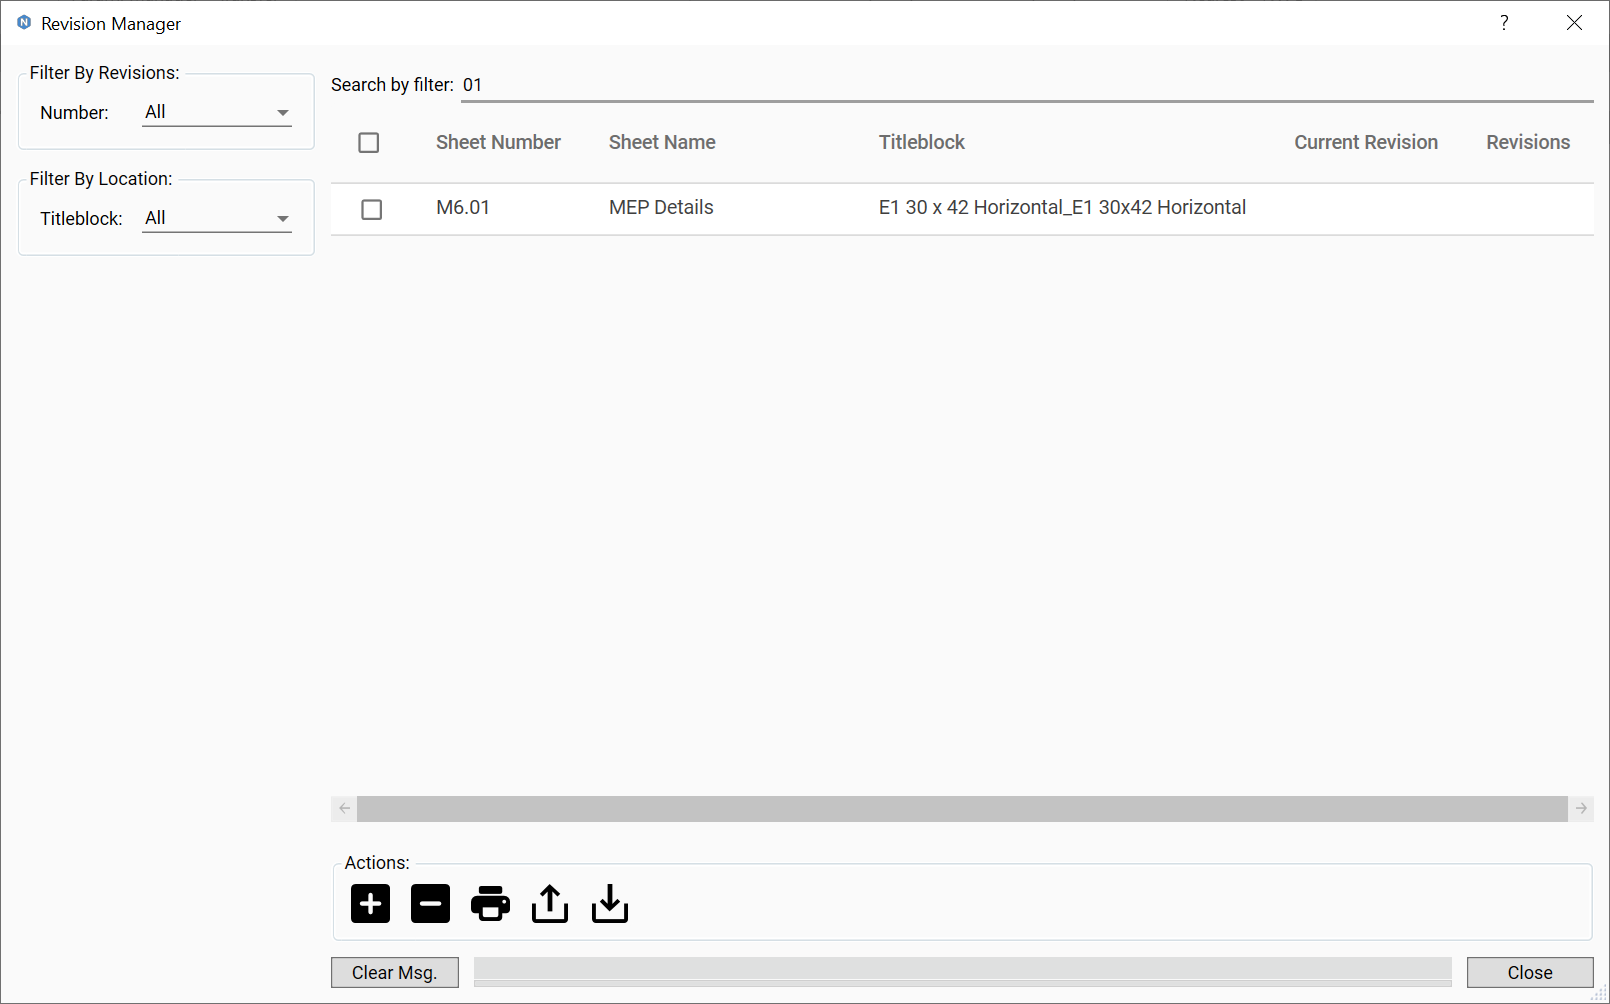 N Revision Manager ?
Filter By Revisions:
Number: All
Filter By Location:
Titleblock: All
Search by filter: 01
Sheet Number Sheet Name Titleblock Current Revision Revisions
M6.01 MEP Details E1 30 x 42 Horizontal_E1 30x42 Horizontal
Actions:
Clear Msg. Close